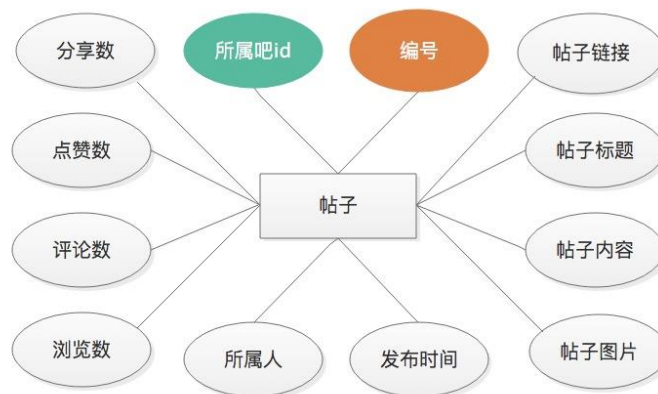 分享数
所属吧id
编号
帖子链接
点赞数
帖子标题
帖子
评论数
帖子内容
浏览数
所属人
发布时间
帖子图片